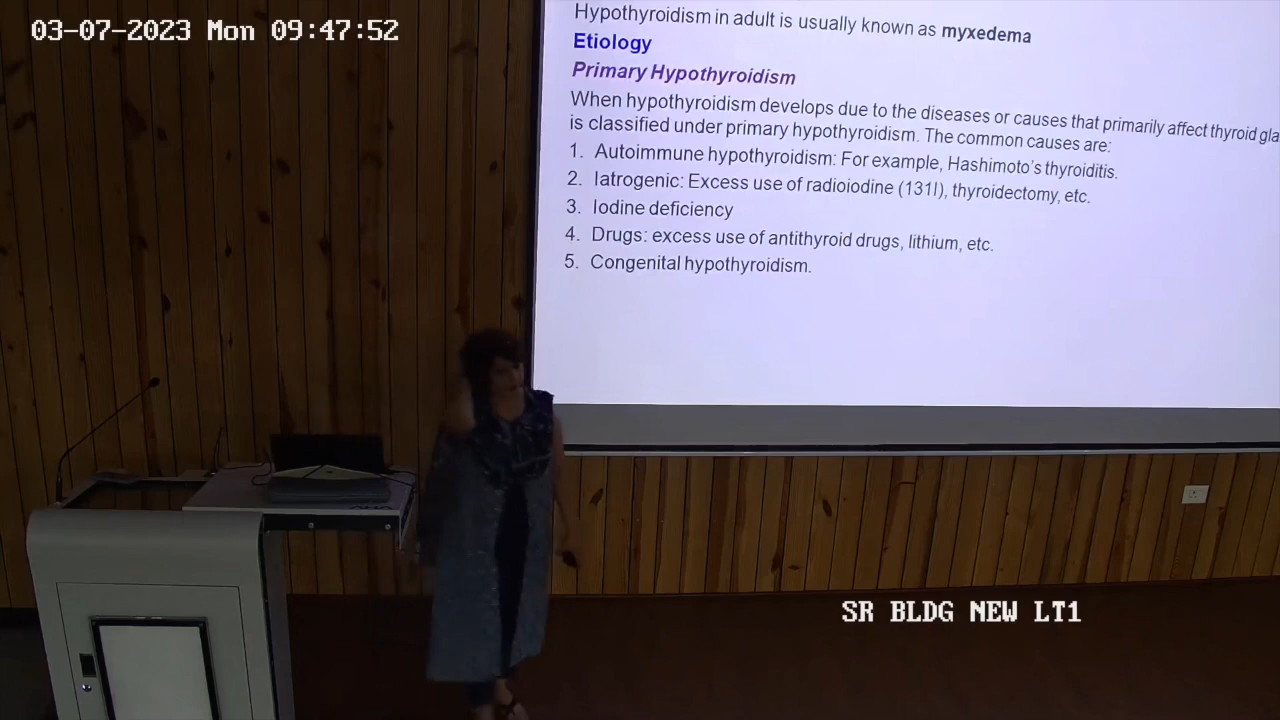 03-07-2023 Mon 09:47:52
Hypothyroidism in adult is usually known as myxedema
Etiology
Primary Hypothyroidism
When hypothyroidism develops due to the diseases or causes that primarily affect thyroid gla
is classified under primary hypothyroidism. The common causes are:
1. Autoimmune hypothyroidism: For example, Hashimoto's thyroiditis.
2. Iatrogenic: Excess use of radioiodine (131I), thyroidectomy, etc.
3. Iodine deficiency
4. Drugs: excess use of antithyroid drugs, lithium, etc.
5. Congenital hypothyroidism.
SR BLDG NEW LT1